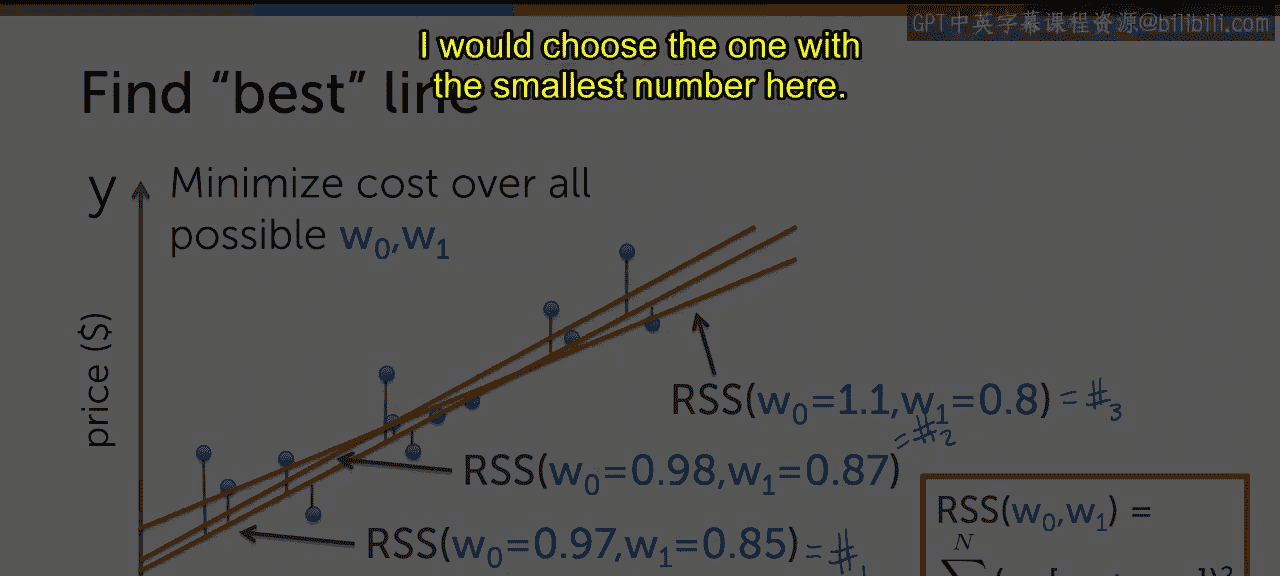 GPT中英字幕课程资源@bilibili.com
I would choose the one with
the smallest number here.
Find “best” line
y
Minimize cost over all
possible w₀,w₁
price ($)
RSS(w₀=1.1,w₁=0.8) = #₃
= #₂
RSS(w₀=0.98,w₁=0.87)
RSS(w₀=0.97,w₁=0.85) = #₁
RSS(w₀,w₁) =
N